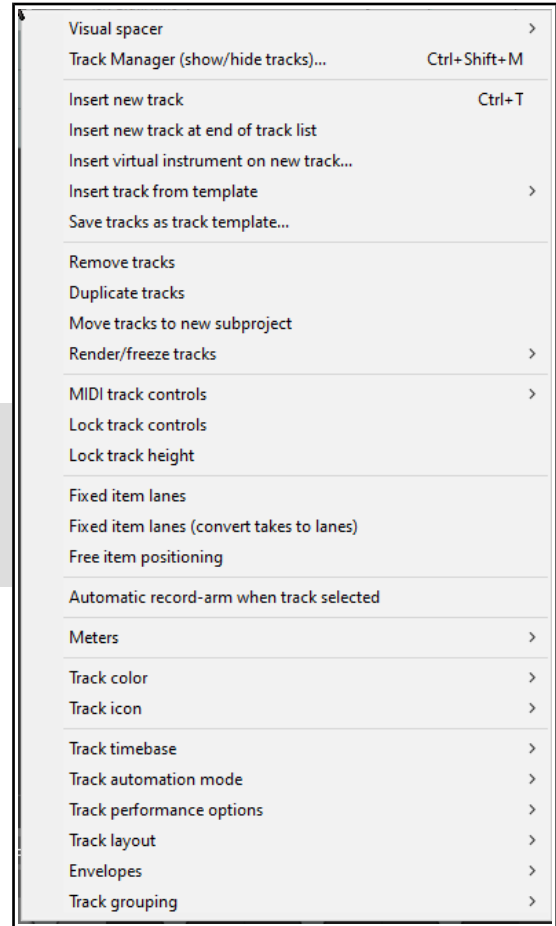 Visual spacer
Track Manager (show/hide tracks)... Ctrl+Shift+M
Insert new track Ctrl+T
Insert new track at end of track list
Insert virtual instrument on new track...
Insert track from template
Save tracks as track template...
Remove tracks
Duplicate tracks
Move tracks to new subproject
Render/freeze tracks
MIDI track controls
Lock track controls
Lock track height
Fixed item lanes
Fixed item lanes (convert takes to lanes)
Free item positioning
Automatic record-arm when track selected
Meters
Track color
Track icon
Track timebase
Track automation mode
Track performance options
Track layout
Envelopes
Track grouping